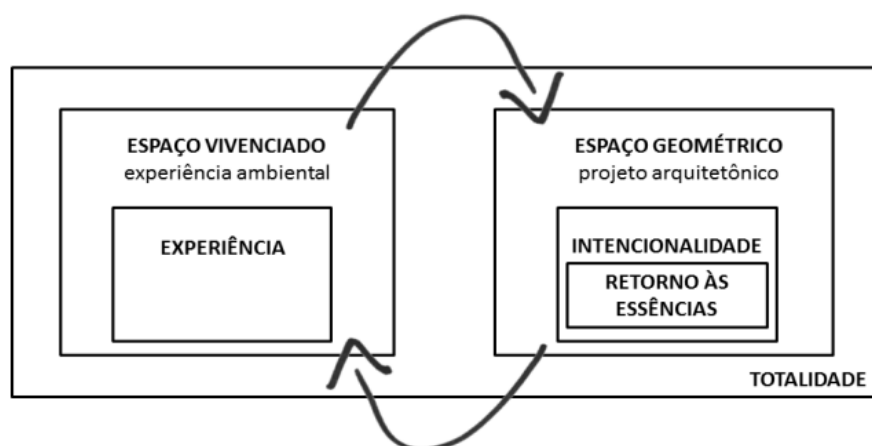 ESPAÇO VIVENCIADO
experiência ambiental
EXPERIÊNCIA
ESPAÇO GEOMÉTRICO
projeto arquitetônico
INTENCIONALIDADE
RETORNO ÀS
ESSÊNCIAS
TOTALIDADE